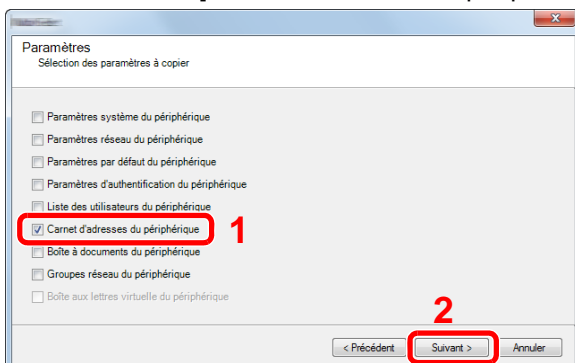 Paramètres
Sélection des paramètres à copier
Paramètres système du périphérique
Paramètres réseau du périphérique
Paramètres par défaut du périphérique
Paramètres d'authentification du périphérique
Liste des utilisateurs du périphérique
Carnet d'adresses du périphérique 1
Boîte à documents du périphérique
Groupes réseau du périphérique
Boîte aux lettres virtuelle du périphérique
2
< Précédent Suivant > Annuler